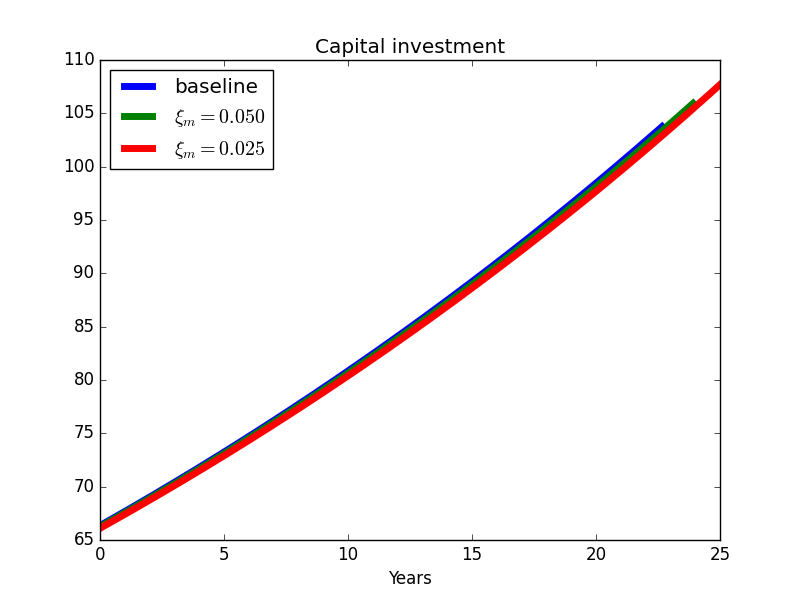 Capital investment
110
105
100
95
90
85
80
75
70
65
baseline
ξₘ = 0.050
ξₘ = 0.025
0 5 10 15 20 25
Years